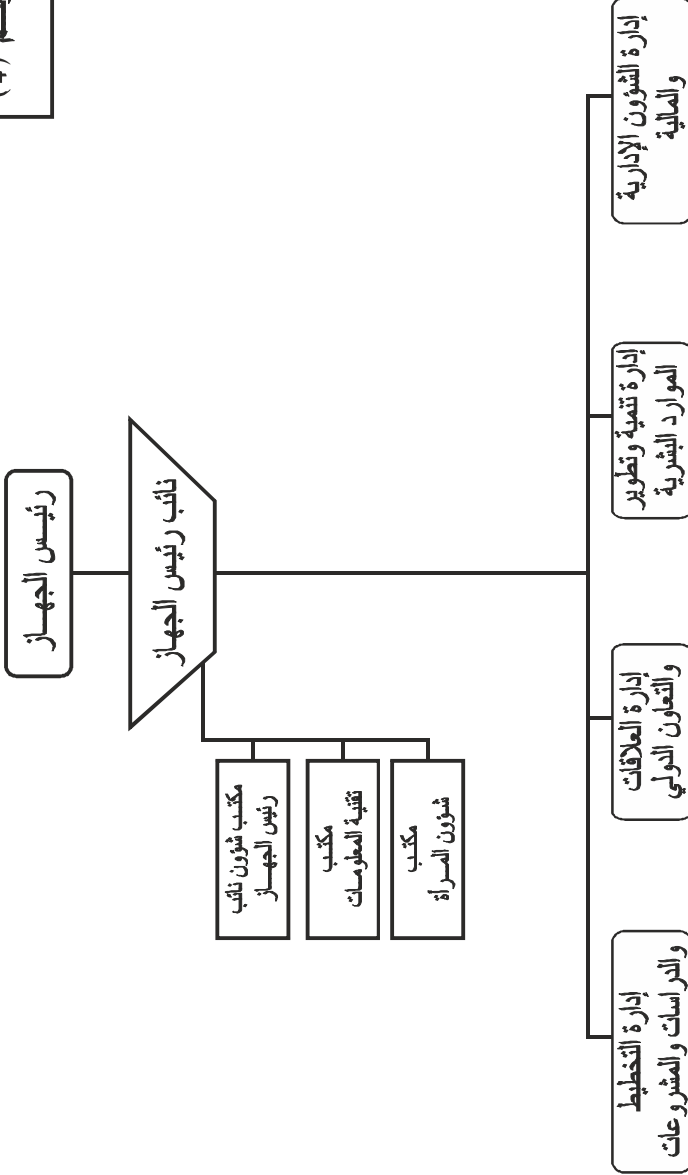 (4)
رئيس الجهاز
نائب رئيس الجهاز
مكتب شؤون نائب
رئيس الجهاز
مكتب
تقنية المعلومات
مكتب
شؤون المرأة
إدارة الشؤون الإدارية
والمالية
إدارة تنمية وتطوير
الموارد البشرية
إدارة العلاقات
والتعاون الدولي
إدارة التخطيط
والدراسات والمشروعات